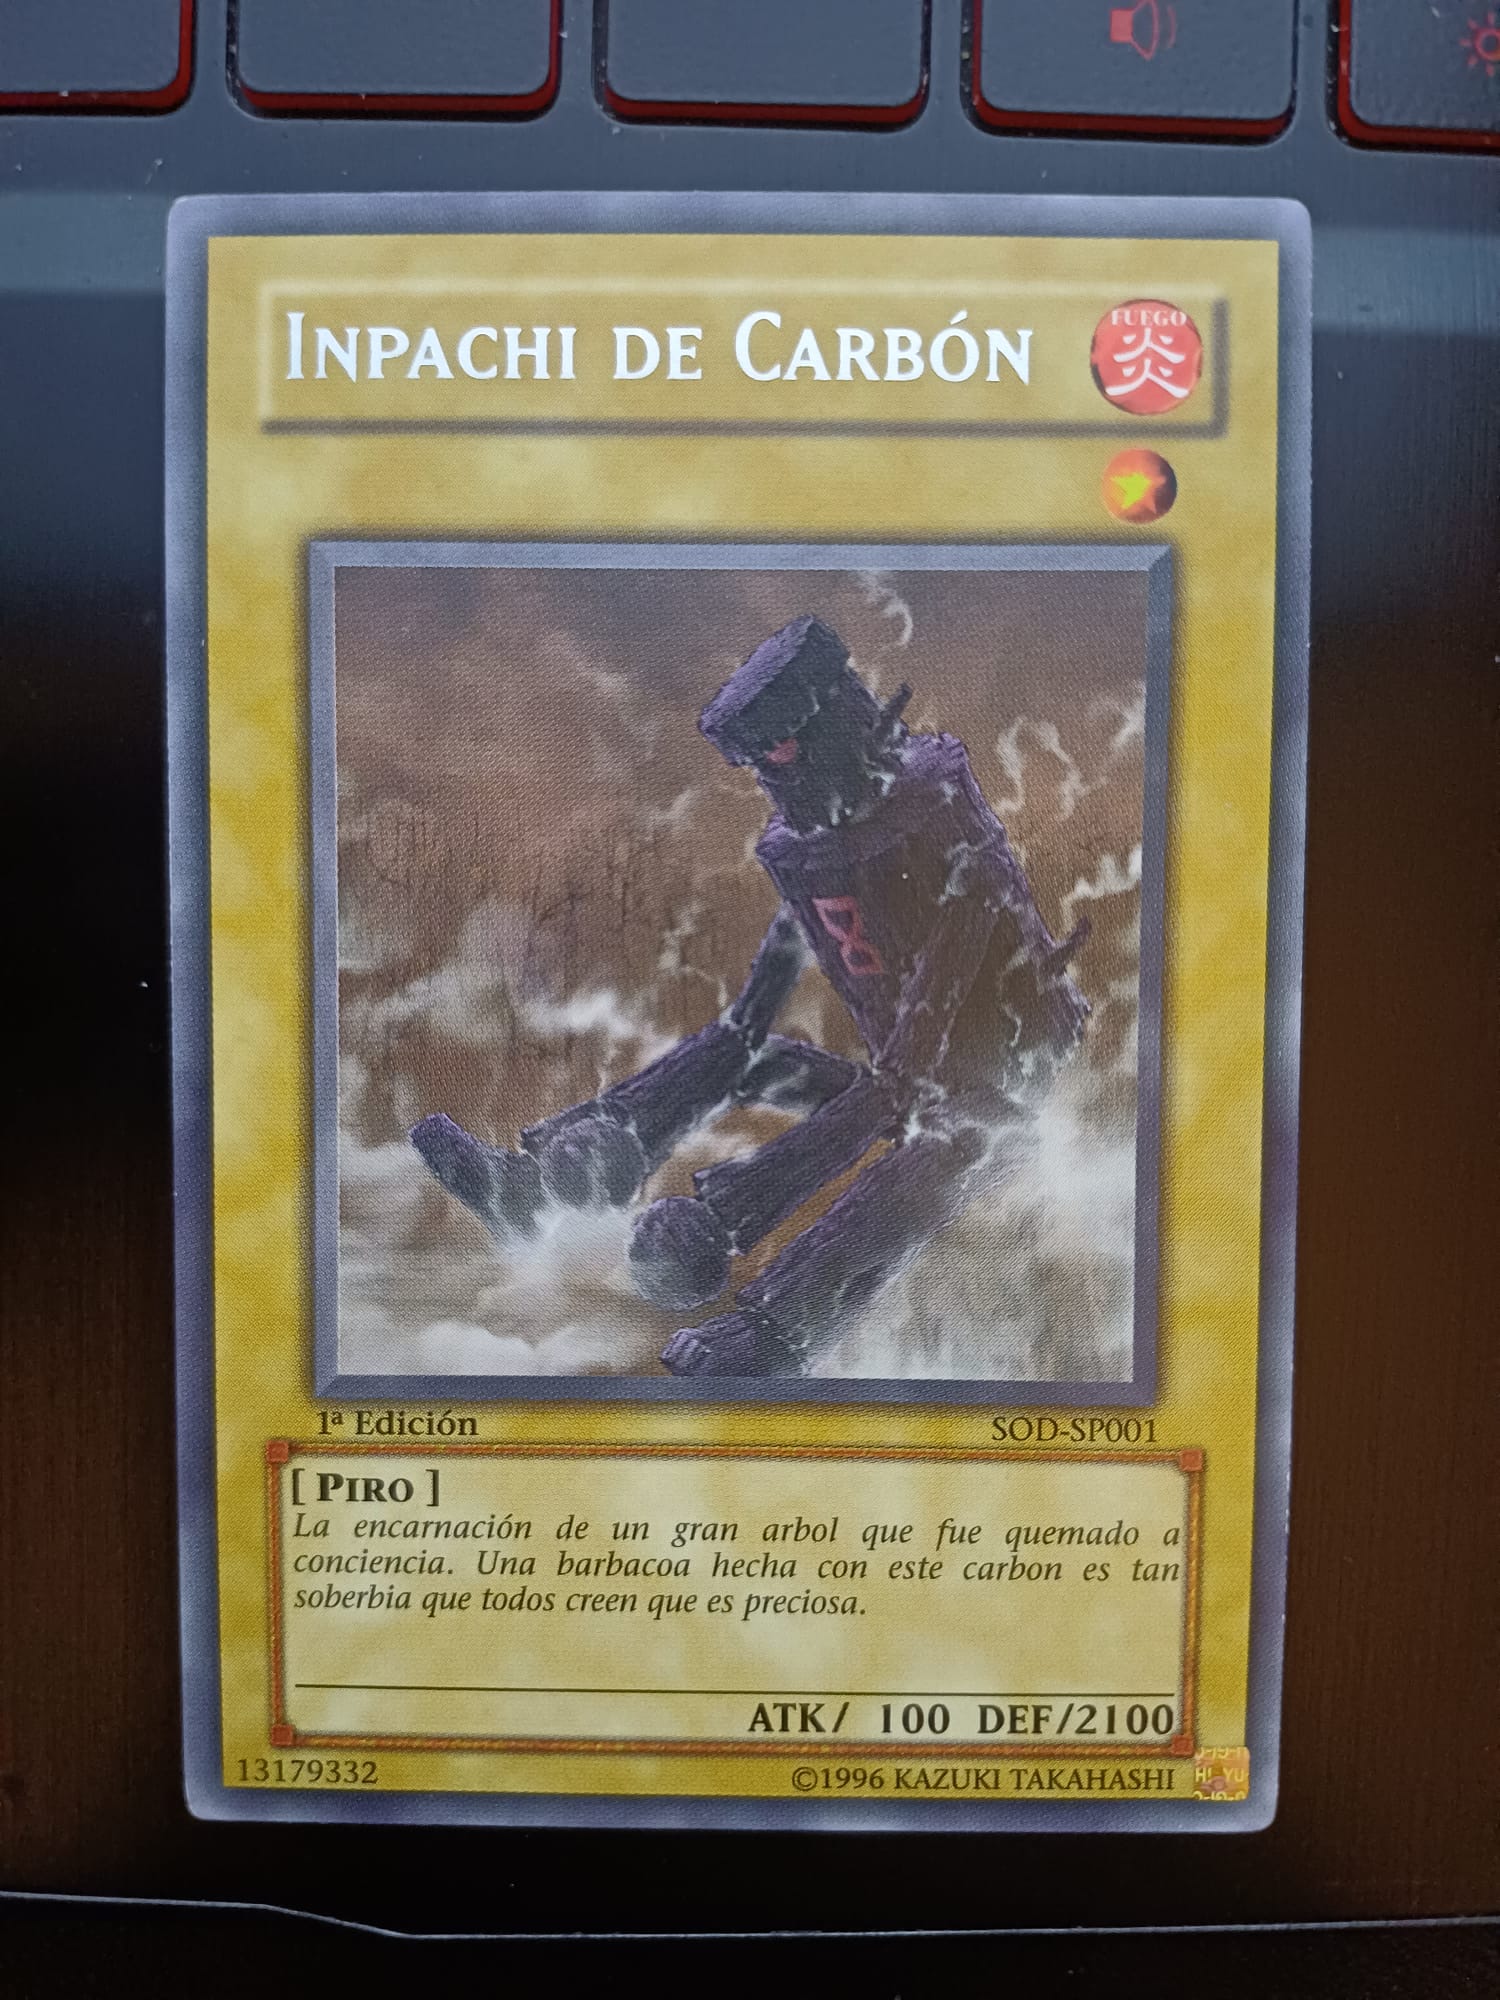 INPACHI DE CARBÓN
FUEGO
炎
1ª Edición
SOD-SP001
[ PIRO ]
La encarnación de un gran arbol que fue quemado a
conciencia. Una barbacoa hecha con este carbon es tan
soberbia que todos creen que es preciosa.
ATK/ 100 DEF/2100
13179332
©1996 KAZUKI TAKAHASHI